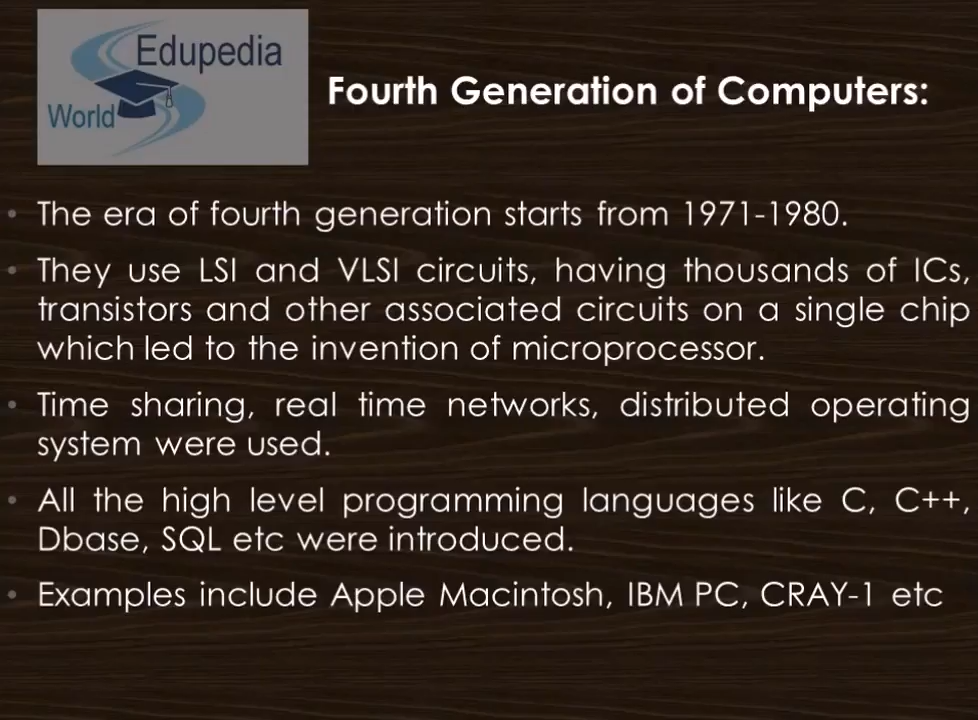 Edupedia
World
Fourth Generation of Computers:
• The era of fourth generation starts from 1971-1980.
• They use LSI and VLSI circuits, having thousands of ICs,
transistors and other associated circuits on a single chip
which led to the invention of microprocessor.
• Time sharing, real time networks, distributed operating
system were used.
• All the high level programming languages like C, C++,
Dbase, SQL etc were introduced.
• Examples include Apple Macintosh, IBM PC, CRAY-1 etc